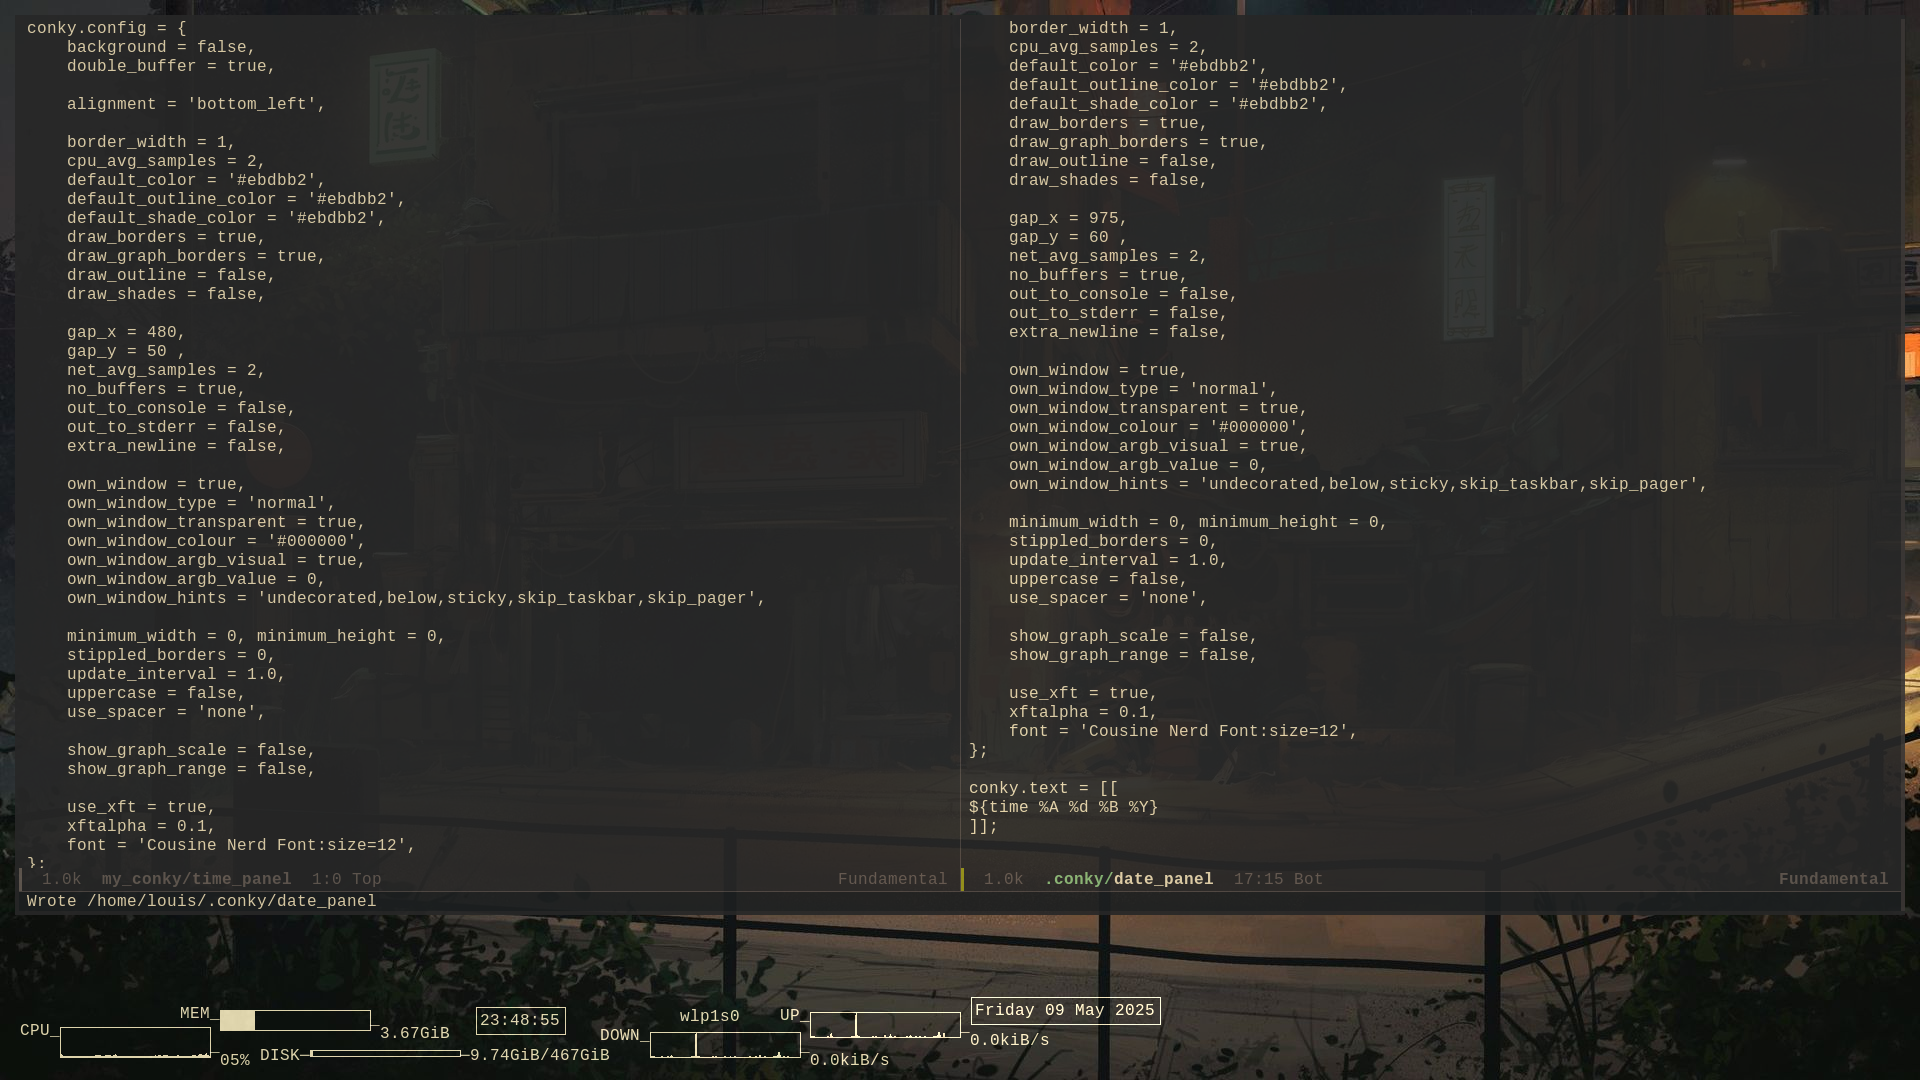 conky.config = {
    background = false,
    double_buffer = true,

    alignment = 'bottom_left',

    border_width = 1,
    cpu_avg_samples = 2,
    default_color = '#ebdbb2',
    default_outline_color = '#ebdbb2',
    default_shade_color = '#ebdbb2',
    draw_borders = true,
    draw_graph_borders = true,
    draw_outline = false,
    draw_shades = false,

    gap_x = 480,
    gap_y = 50 ,
    net_avg_samples = 2,
    no_buffers = true,
    out_to_console = false,
    out_to_stderr = false,
    extra_newline = false,

    own_window = true,
    own_window_type = 'normal',
    own_window_transparent = true,
    own_window_colour = '#000000',
    own_window_argb_visual = true,
    own_window_argb_value = 0,
    own_window_hints = 'undecorated,below,sticky,skip_taskbar,skip_pager',

    minimum_width = 0, minimum_height = 0,
    stippled_borders = 0,
    update_interval = 1.0,
    uppercase = false,
    use_spacer = 'none',

    show_graph_scale = false,
    show_graph_range = false,

    use_xft = true,
    xftalpha = 0.1,
    font = 'Cousine Nerd Font:size=12',
};
1.0k  my_conky/time_panel  1:0 Top  Fundamental
    border_width = 1,
    cpu_avg_samples = 2,
    default_color = '#ebdbb2',
    default_outline_color = '#ebdbb2',
    default_shade_color = '#ebdbb2',
    draw_borders = true,
    draw_graph_borders = true,
    draw_outline = false,
    draw_shades = false,

    gap_x = 975,
    gap_y = 60 ,
    net_avg_samples = 2,
    no_buffers = true,
    out_to_console = false,
    out_to_stderr = false,
    extra_newline = false,

    own_window = true,
    own_window_type = 'normal',
    own_window_transparent = true,
    own_window_colour = '#000000',
    own_window_argb_visual = true,
    own_window_argb_value = 0,
    own_window_hints = 'undecorated,below,sticky,skip_taskbar,skip_pager',

    minimum_width = 0, minimum_height = 0,
    stippled_borders = 0,
    update_interval = 1.0,
    uppercase = false,
    use_spacer = 'none',

    show_graph_scale = false,
    show_graph_range = false,

    use_xft = true,
    xftalpha = 0.1,
    font = 'Cousine Nerd Font:size=12',
};

conky.text = [[
${time %A %d %B %Y}
]];
1.0k  .conky/date_panel  17:15 Bot  Fundamental
Wrote /home/louis/.conky/date_panel
CPU
05%
MEM
3.67GiB
DISK
9.74GiB/467GiB
23:48:55
wlp1s0
DOWN
0.0kiB/s
UP
0.0kiB/s
Friday 09 May 2025